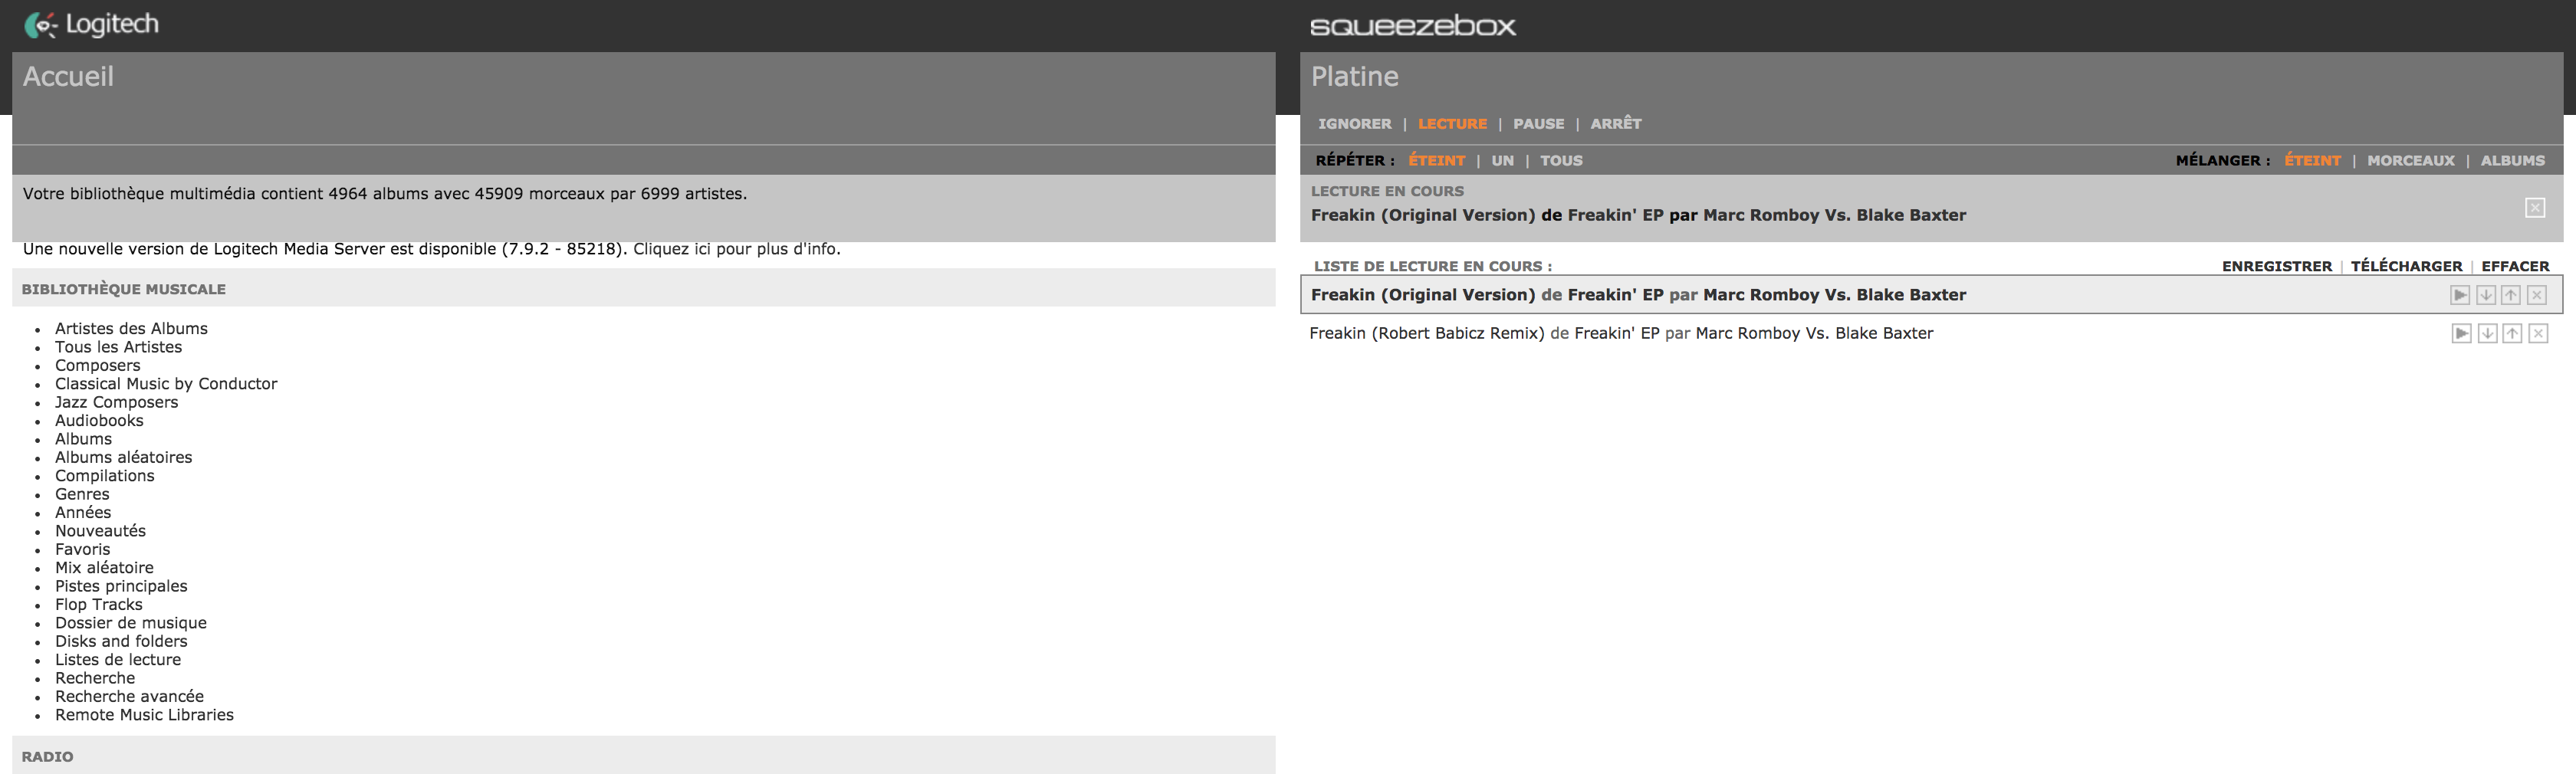 Logitech
Accueil
Votre bibliothèque multimédia contient 4964 albums avec 45909 morceaux par 6999 artistes.
Une nouvelle version de Logitech Media Server est disponible (7.9.2 - 85218). Cliquez ici pour plus d'info.
BIBLIOTHÈQUE MUSICALE
Artistes des Albums
Tous les Artistes
Composers
Classical Music by Conductor
Jazz Composers
Audiobooks
Albums
Albums aléatoires
Compilations
Genres
Années
Nouveautés
Favoris
Mix aléatoire
Pistes principales
Flop Tracks
Dossier de musique
Disks and folders
Listes de lecture
Recherche
Recherche avancée
Remote Music Libraries
RADIO
squeezebox
Platine
IGNORER | LECTURE | PAUSE | ARRÊT
RÉPÉTER : ÉTEINT | UN | TOUS MÉLANGER : ÉTEINT | MORCEAUX | ALBUMS
LECTURE EN COURS
Freakin (Original Version) de Freakin' EP par Marc Romboy Vs. Blake Baxter
LISTE DE LECTURE EN COURS : ENREGISTRER | TÉLÉCHARGER | EFFACER
Freakin (Original Version) de Freakin' EP par Marc Romboy Vs. Blake Baxter
Freakin (Robert Babicz Remix) de Freakin' EP par Marc Romboy Vs. Blake Baxter